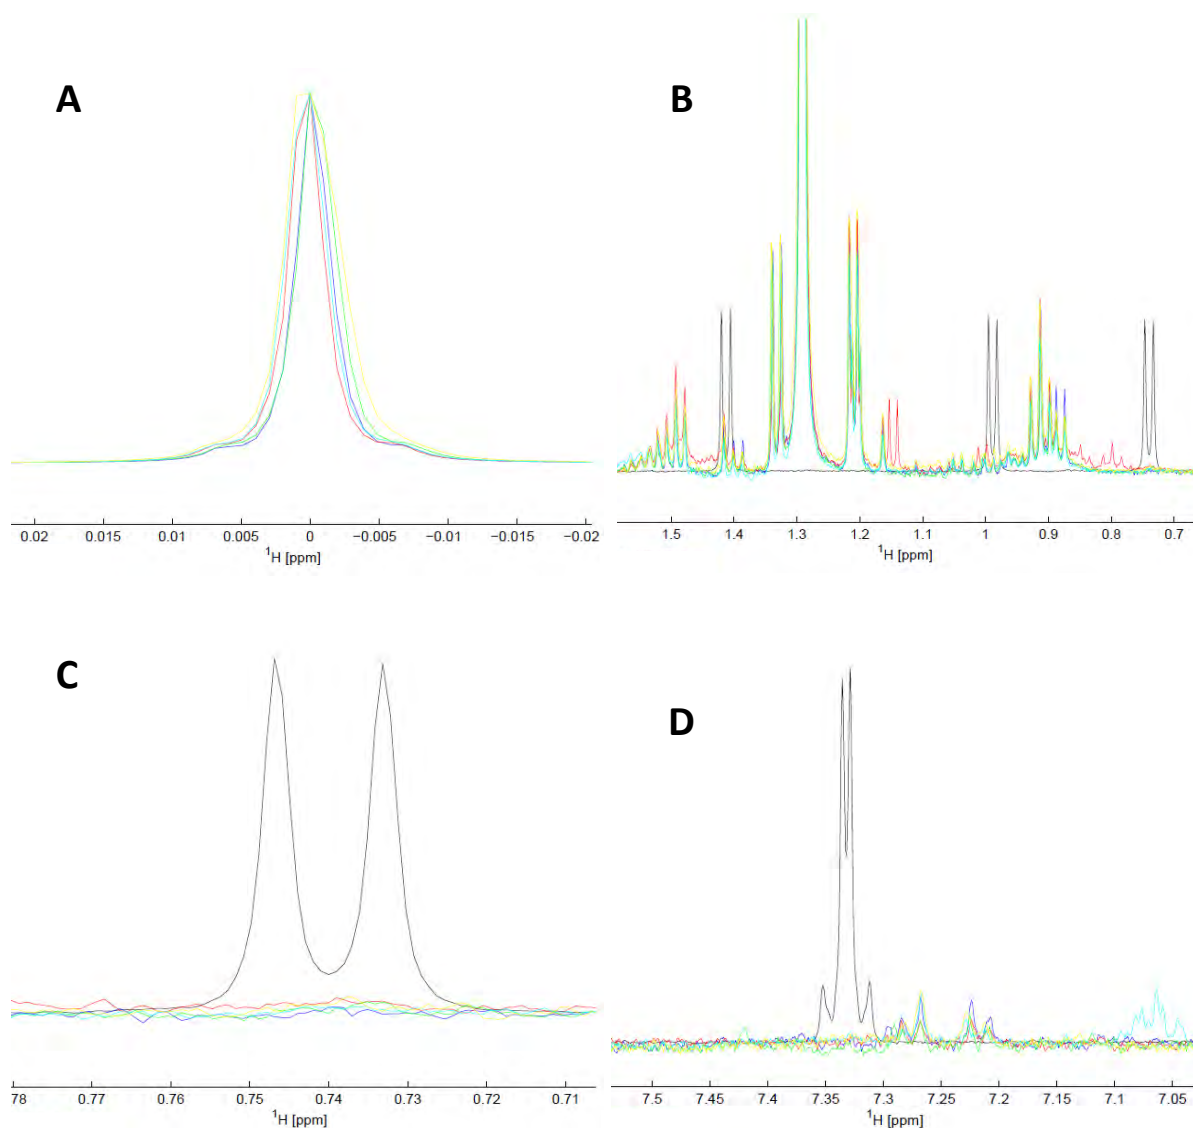 A
B
0.02 0.015 0.01 0.005 0 −0.005 −0.01 −0.015 −0.02
¹H [ppm]
1.5 1.4 1.3 1.2 1.1 1 0.9 0.8 0.7
¹H [ppm]
C
D
78 0.77 0.76 0.75 0.74 0.73 0.72 0.71
¹H [ppm]
7.5 7.45 7.4 7.35 7.3 7.25 7.2 7.15 7.1 7.05
¹H [ppm]